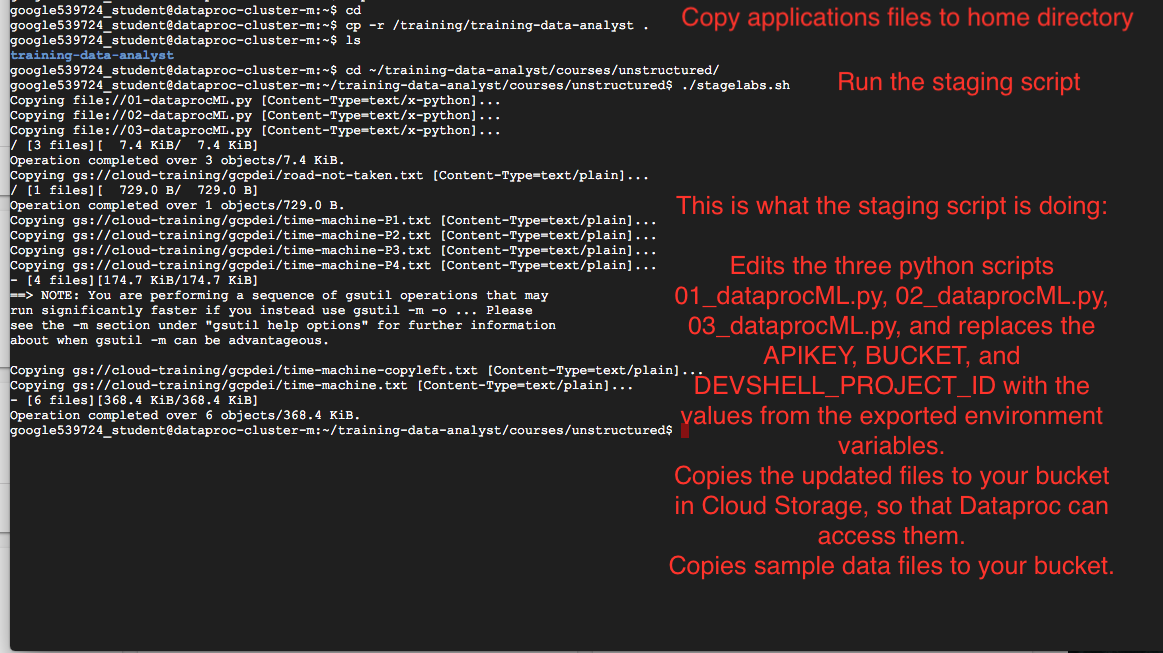 google539724_student@dataproc-cluster-m:~$ cd
google539724_student@dataproc-cluster-m:~$ cp -r /training/training-data-analyst .
google539724_student@dataproc-cluster-m:~$ ls
training-data-analyst
google539724_student@dataproc-cluster-m:~$ cd ~/training-data-analyst/courses/unstructured/
google539724_student@dataproc-cluster-m:~/training-data-analyst/courses/unstructured$ ./stagelabs.sh
Copying file://01-dataprocML.py [Content-Type=text/x-python]...
Copying file://02-dataprocML.py [Content-Type=text/x-python]...
Copying file://03-dataprocML.py [Content-Type=text/x-python]...
/ [3 files][  7.4 KiB/  7.4 KiB]
Operation completed over 3 objects/7.4 KiB.
Copying gs://cloud-training/gcpdei/road-not-taken.txt [Content-Type=text/plain]...
/ [1 files][  729.0 B/  729.0 B]
Operation completed over 1 objects/729.0 B.
Copying gs://cloud-training/gcpdei/time-machine-P1.txt [Content-Type=text/plain]...
Copying gs://cloud-training/gcpdei/time-machine-P2.txt [Content-Type=text/plain]...
Copying gs://cloud-training/gcpdei/time-machine-P3.txt [Content-Type=text/plain]...
Copying gs://cloud-training/gcpdei/time-machine-P4.txt [Content-Type=text/plain]...
- [4 files][174.7 KiB/174.7 KiB]
==> NOTE: You are performing a sequence of gsutil operations that may
run significantly faster if you instead use gsutil -m -o ... Please
see the -m section under "gsutil help options" for further information
about when gsutil -m can be advantageous.
Copying gs://cloud-training/gcpdei/time-machine-copyleft.txt [Content-Type=text/plain]...
Copying gs://cloud-training/gcpdei/time-machine.txt [Content-Type=text/plain]...
- [6 files][368.4 KiB/368.4 KiB]
Operation completed over 6 objects/368.4 KiB.
google539724_student@dataproc-cluster-m:~/training-data-analyst/courses/unstructured$
Copy applications files to home directory
Run the staging script
This is what the staging script is doing:
Edits the three python scripts
01_dataprocML.py, 02_dataprocML.py,
03_dataprocML.py, and replaces the
APIKEY, BUCKET, and
DEVSHELL_PROJECT_ID with the
values from the exported environment
variables.
Copies the updated files to your bucket
in Cloud Storage, so that Dataproc can
access them.
Copies sample data files to your bucket.